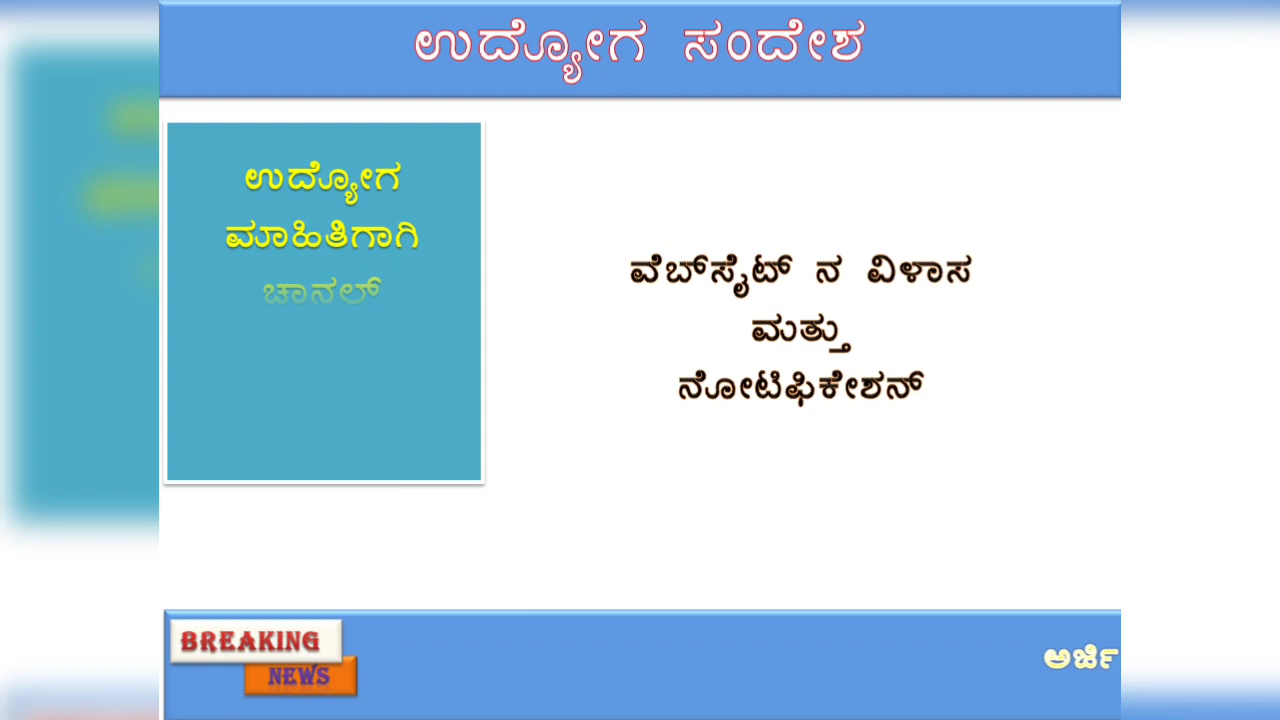 ಉದ್ಯೋಗ ಸಂದೇಶ
ಉದ್ಯೋಗ
ಮಾಹಿತಿಗಾಗಿ
ಚಾನಲ್
ವೆಬ್‌ಸೈಟ್ ನ ವಿಳಾಸ
ಮತ್ತು
ನೋಟಿಫಿಕೇಶನ್
BREAKING
NEWS
ಅರ್ಜಿ